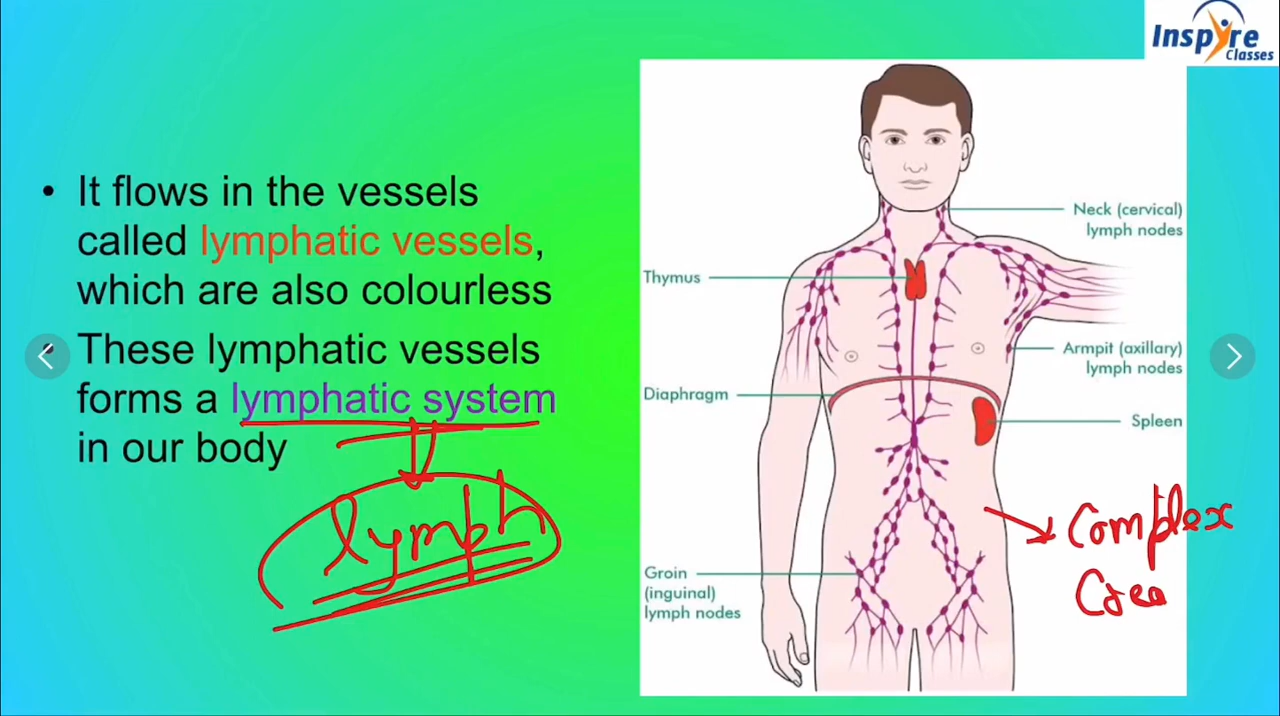 Inspyre
Classes
• It flows in the vessels
called lymphatic vessels,
which are also colourless
• These lymphatic vessels
forms a lymphatic system
in our body
lymph
Neck (cervical)
lymph nodes
Thymus
Armpit (axillary)
lymph nodes
Diaphragm
Spleen
Groin
(inguinal)
lymph nodes
Complex
Crea